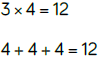 3 × 4 = 12
4 + 4 + 4 = 12